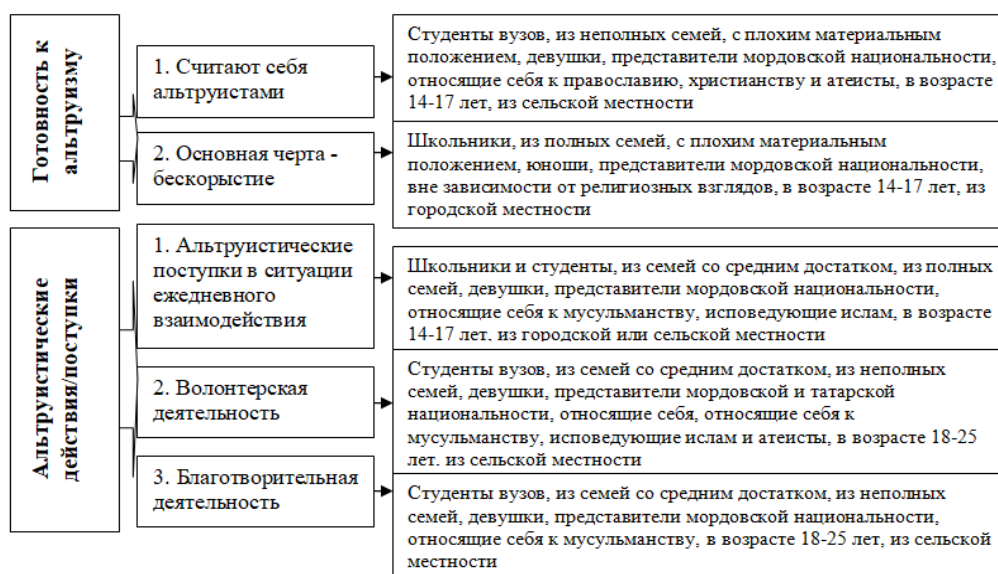 Готовность к
альтруизму
1. Считают себя
альтруистами
Студенты вузов, из неполных семей, с плохим материальным
положением, девушки, представители мордовской национальности,
относящие себя к православию, христианству и атеисты, в возрасте
14-17 лет, из сельской местности
2. Основная черта -
бескорыстие
Школьники, из полных семей, с плохим материальным
положением, юноши, представители мордовской национальности,
вне зависимости от религиозных взглядов, в возрасте 14-17 лет, из
городской местности
Альтруистические
действия/поступки
1. Альтруистические
поступки в ситуации
ежедневного
взаимодействия
Школьники и студенты, из семей со средним достатком, из полных
семей, девушки, представители мордовской национальности,
относящие себя к мусульманству, исповедующие ислам, в возрасте
14-17 лет, из городской или сельской местности
2. Волонтерская
деятельность
Студенты вузов, из семей со средним достатком, из неполных
семей, девушки, представители мордовской и татарской
национальности, относящие себя, относящие себя к
мусульманству, исповедующие ислам и атеисты, в возрасте 18-25
лет, из сельской местности
3. Благотворительная
деятельность
Студенты вузов, из семей со средним достатком, из неполных
семей, девушки, представители мордовской национальности,
относящие себя к мусульманству, в возрасте 18-25 лет, из сельской
местности